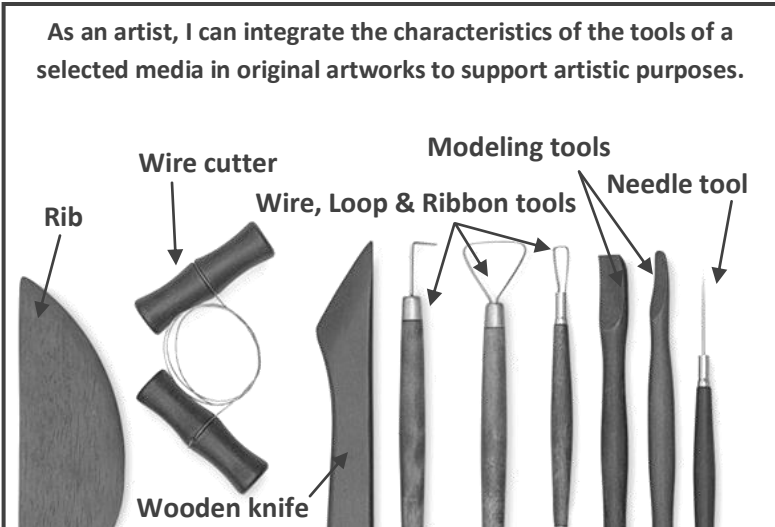 As an artist, I can integrate the characteristics of the tools of a
selected media in original artworks to support artistic purposes.
Modeling tools
Wire cutter
Needle tool
Wire, Loop & Ribbon tools
Rib
Wooden knife